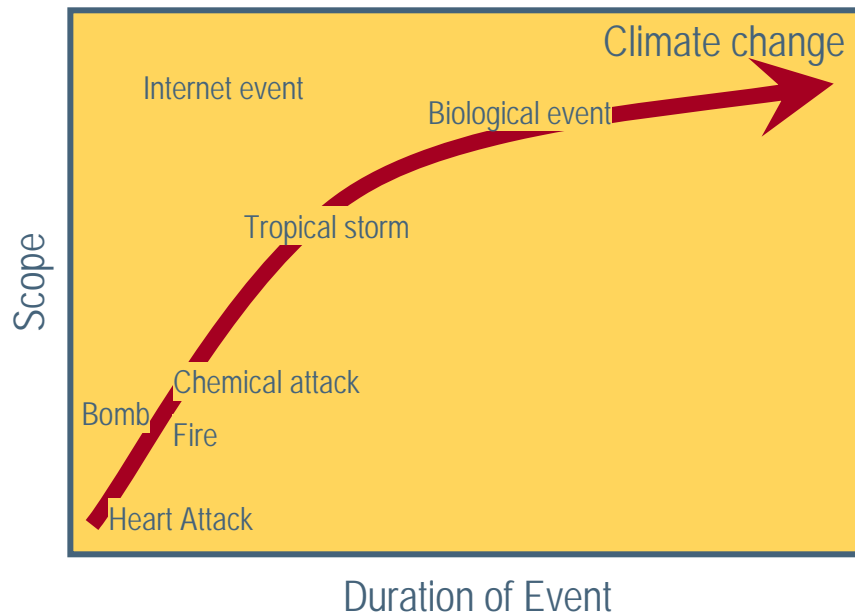 Climate change
Internet event
Biological event
Tropical storm
Scope
Chemical attack
Bomb
Fire
Heart Attack
Duration of Event